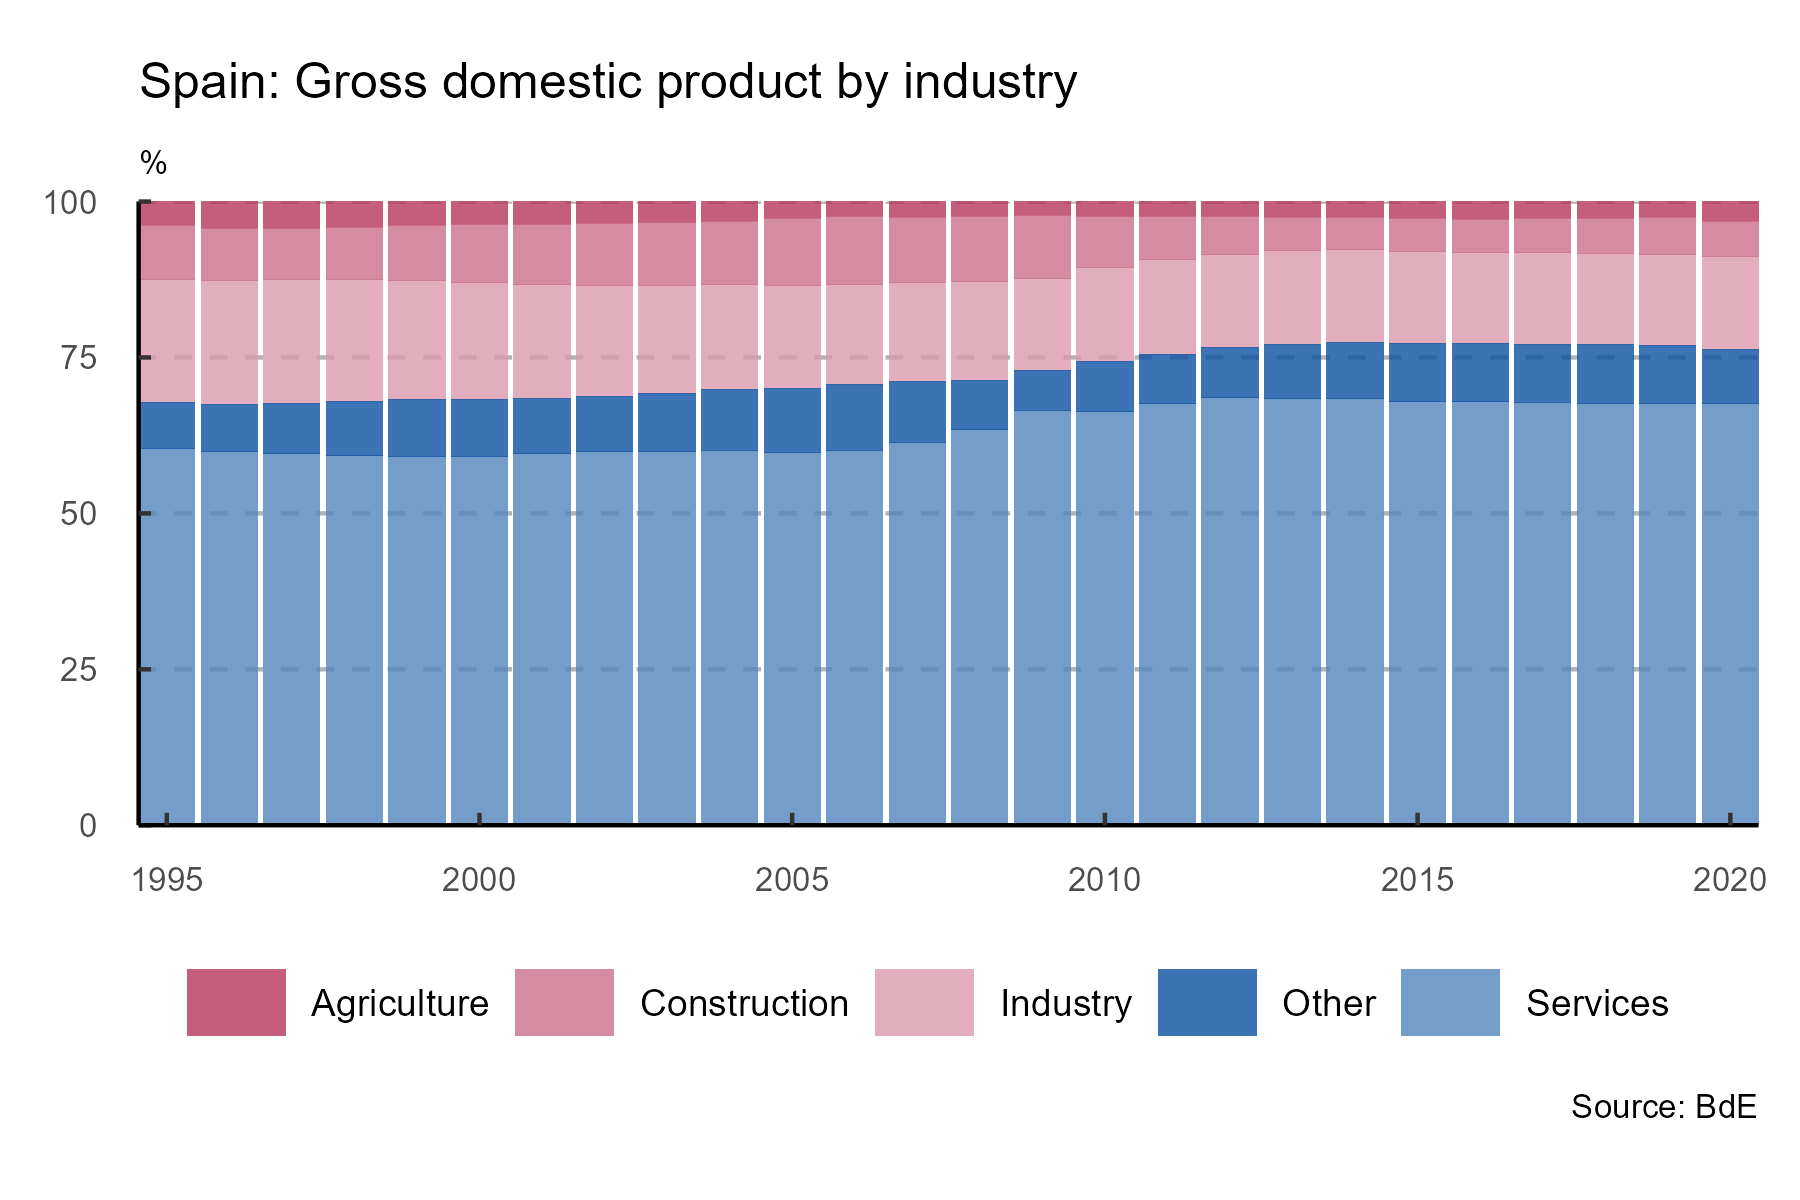 Spain: Gross domestic product by industry
%
100
75
50
25
0
1995 2000 2005 2010 2015 2020
Agriculture Construction Industry Other Services
Source: BdE